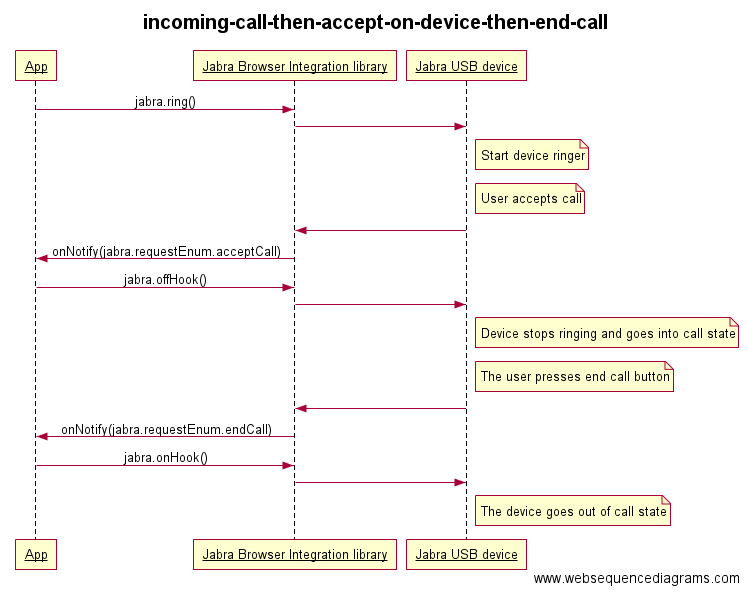 incoming-call-then-accept-on-device-then-end-call
App
Jabra Browser Integration library
Jabra USB device
jabra.ring()
Start device ringer
User accepts call
onNotify(jabra.requestEnum.acceptCall)
jabra.offHook()
Device stops ringing and goes into call state
The user presses end call button
onNotify(jabra.requestEnum.endCall)
jabra.onHook()
The device goes out of call state
App
Jabra Browser Integration library
Jabra USB device
www.websequencediagrams.com